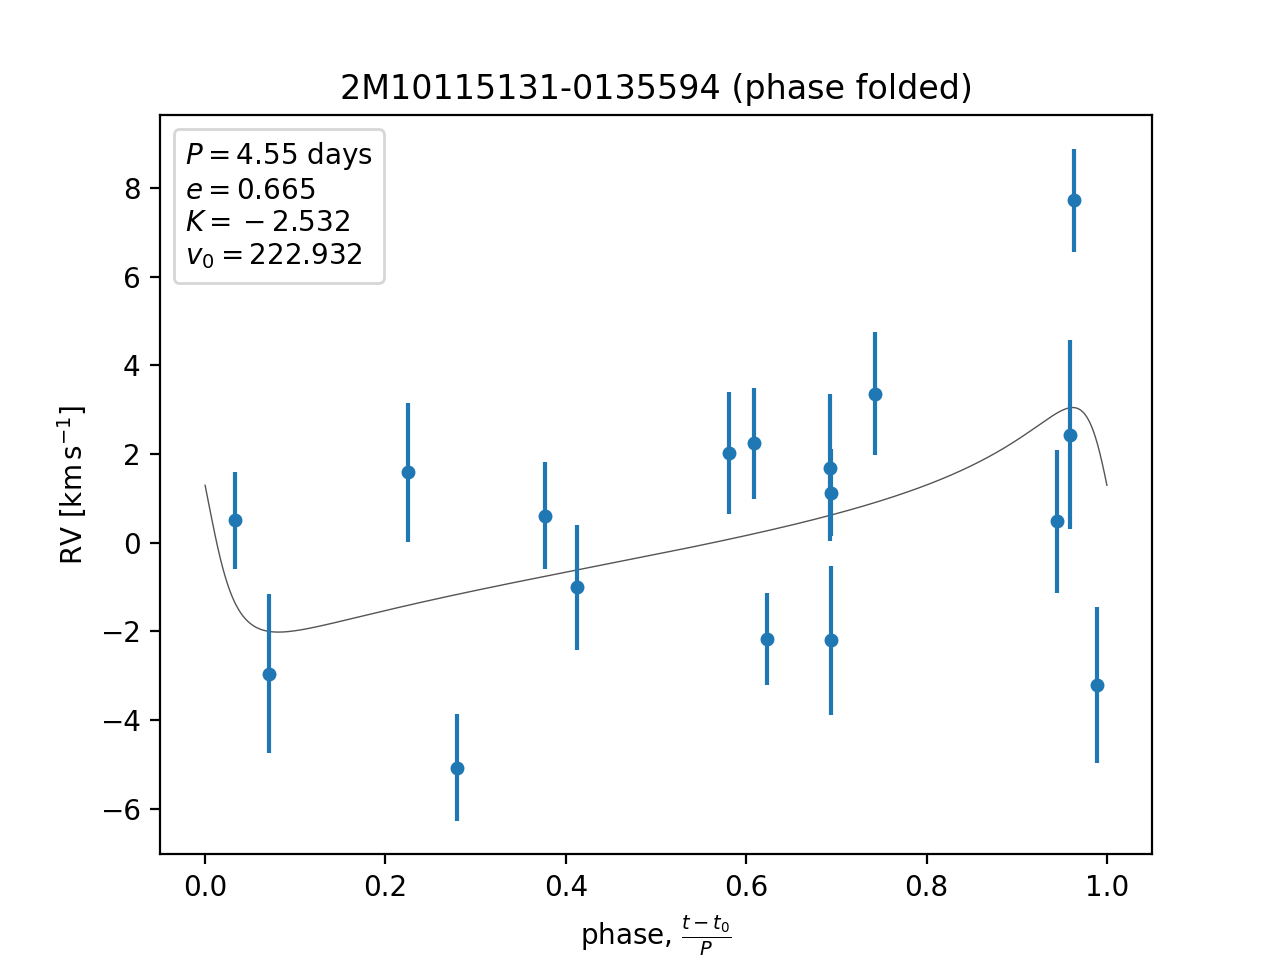 2M10115131-0135594 (phase folded)
P = 4.55 days
e = 0.665
K = −2.532
v₀ = 222.932
8
6
4
2
0
−2
−4
−6
RV [km s⁻¹]
0.0 0.2 0.4 0.6 0.8 1.0
phase, (t − t₀)/P